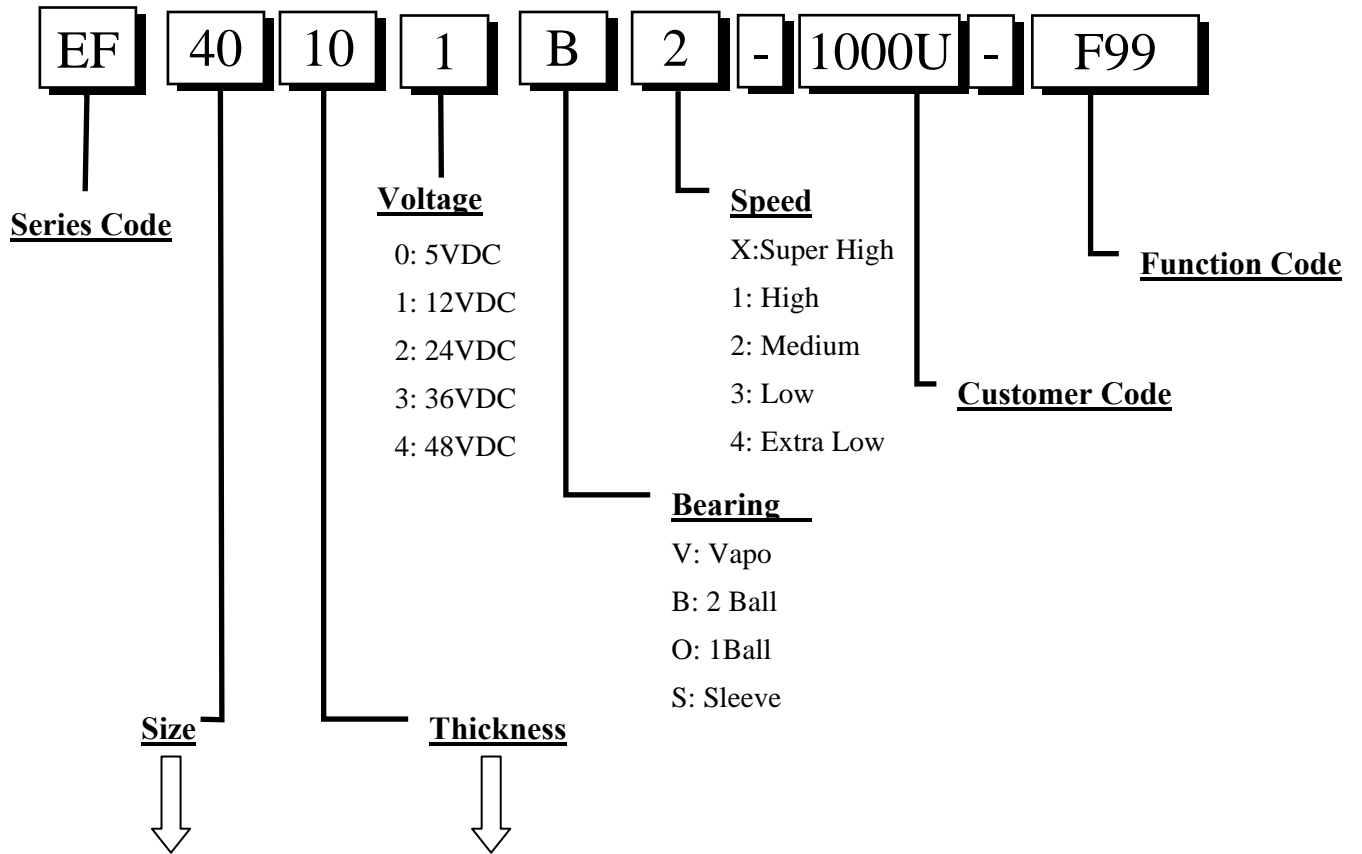 EF 40 10 1 B 2 - 1000U - F99
Series Code
Voltage
0: 5VDC
1: 12VDC
2: 24VDC
3: 36VDC
4: 48VDC
Speed
X:Super High
1: High
2: Medium
3: Low
4: Extra Low
Function Code
Customer Code
Bearing
V: Vapo
B: 2 Ball
O: 1Ball
S: Sleeve
Size
Thickness